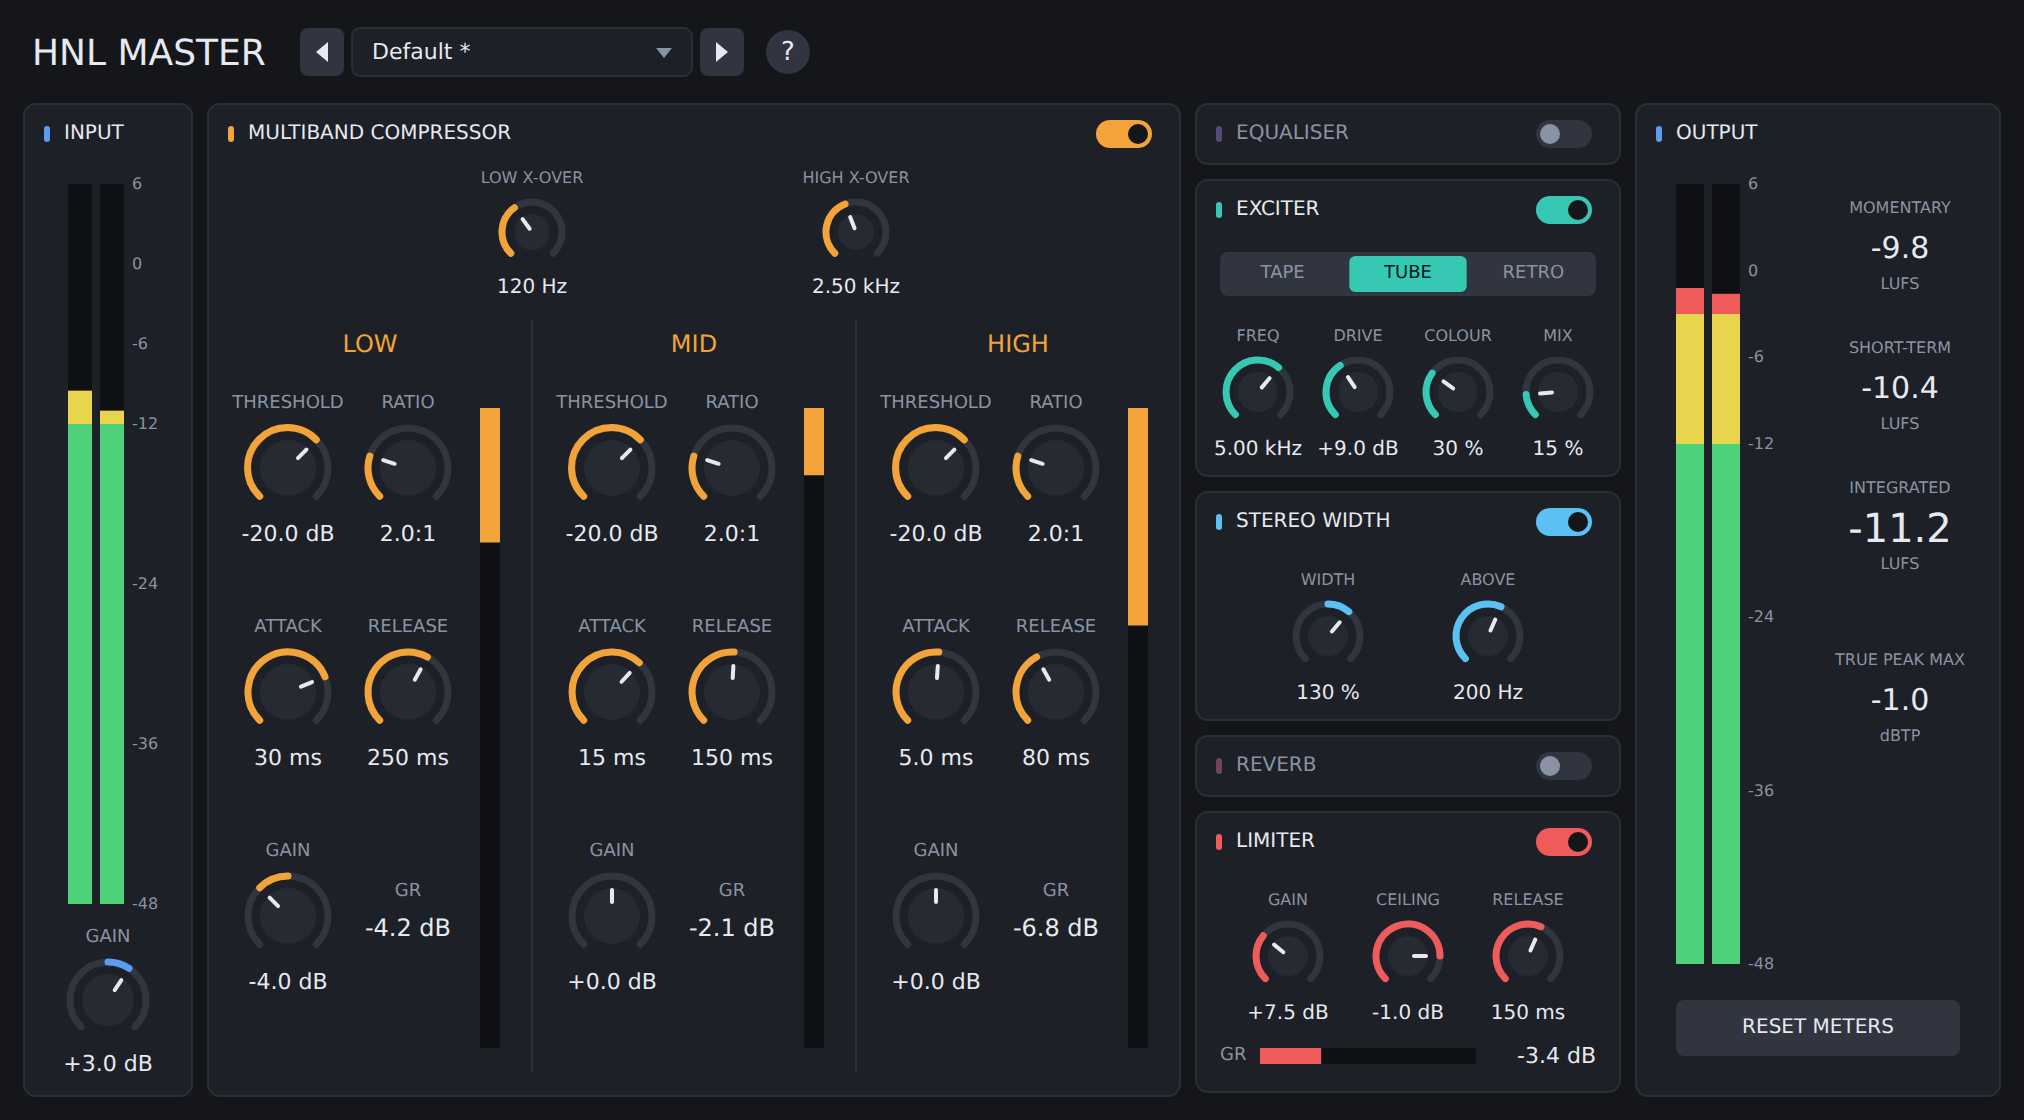 HNL MASTER
Default *
?
INPUT
6
0
-6
-12
-24
-36
-48
GAIN
+3.0 dB
MULTIBAND COMPRESSOR
LOW X-OVER
HIGH X-OVER
120 Hz
2.50 kHz
LOW
THRESHOLD
RATIO
-20.0 dB
2.0:1
ATTACK
RELEASE
30 ms
250 ms
GAIN
GR
-4.2 dB
-4.0 dB
MID
THRESHOLD
RATIO
-20.0 dB
2.0:1
ATTACK
RELEASE
15 ms
150 ms
GAIN
GR
-2.1 dB
+0.0 dB
HIGH
THRESHOLD
RATIO
-20.0 dB
2.0:1
ATTACK
RELEASE
5.0 ms
80 ms
GAIN
GR
-6.8 dB
+0.0 dB
EQUALISER
EXCITER
TAPE TUBE RETRO
FREQ DRIVE COLOUR MIX
5.00 kHz +9.0 dB 30 % 15 %
STEREO WIDTH
WIDTH ABOVE
130 % 200 Hz
REVERB
LIMITER
GAIN CEILING RELEASE
+7.5 dB -1.0 dB 150 ms
GR -3.4 dB
OUTPUT
6
0
-6
-12
-24
-36
-48
MOMENTARY
-9.8
LUFS
SHORT-TERM
-10.4
LUFS
INTEGRATED
-11.2
LUFS
TRUE PEAK MAX
-1.0
dBTP
RESET METERS